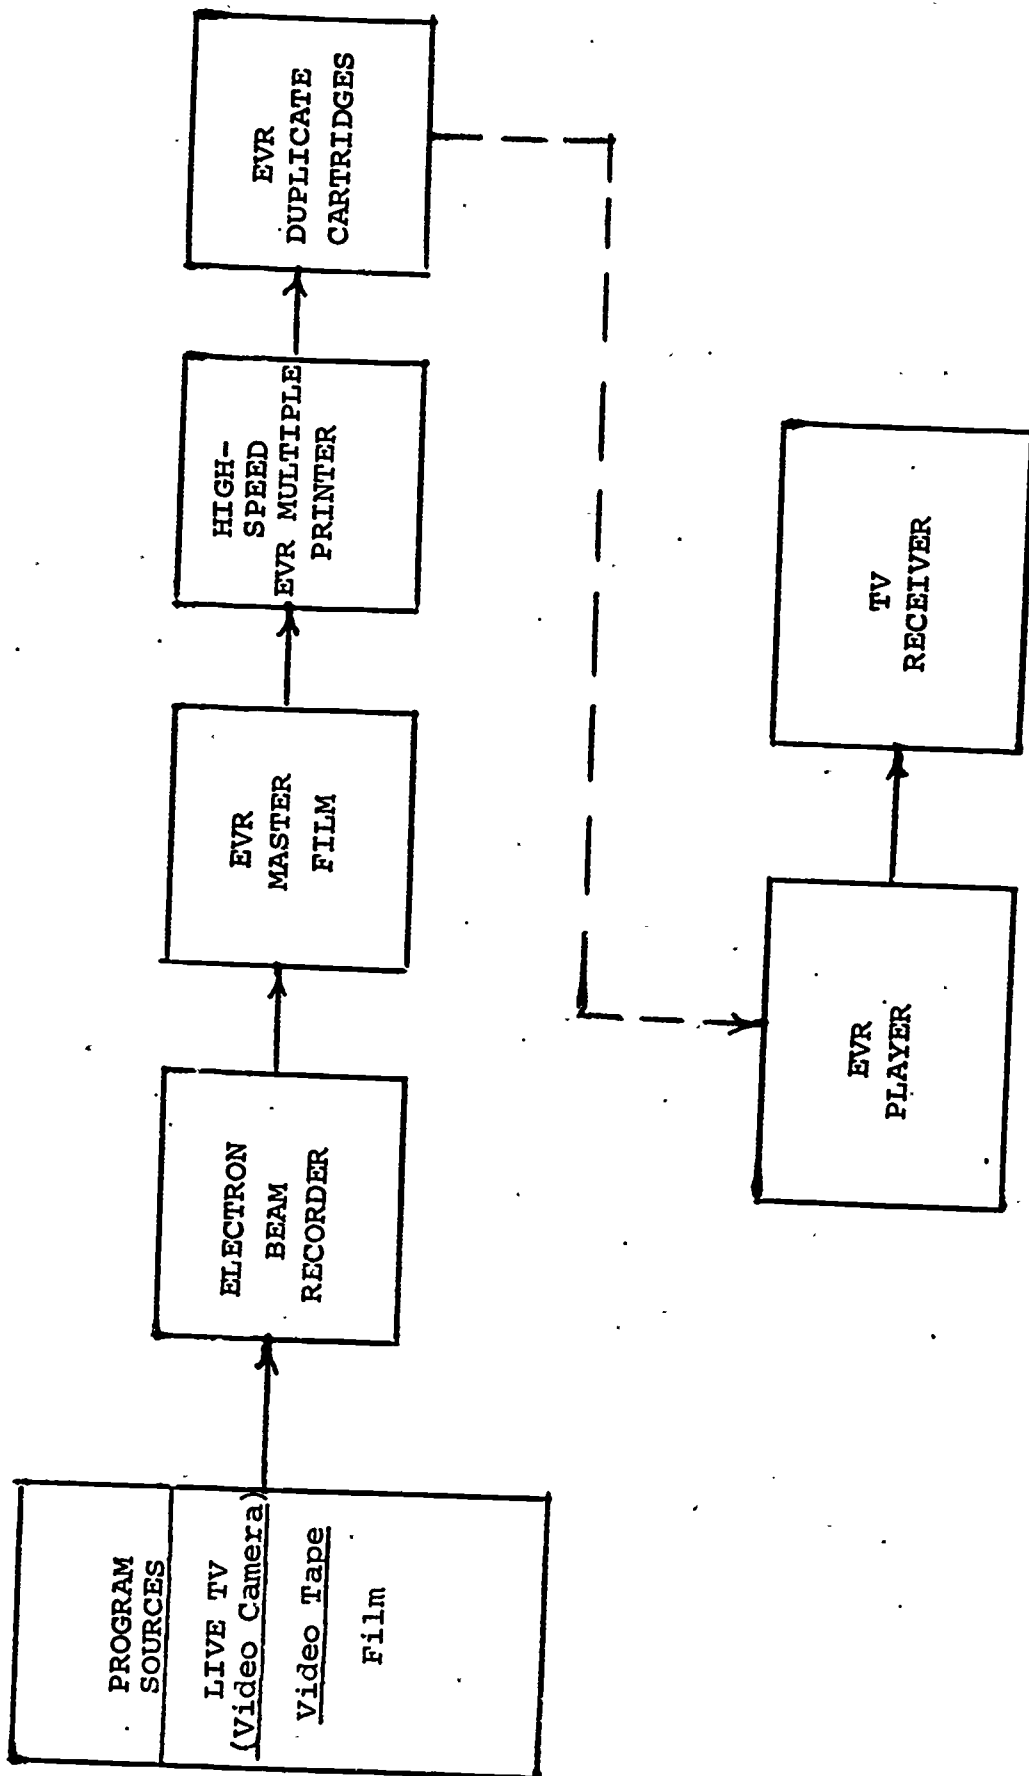 PROGRAM
SOURCES
LIVE TV
(Video Camera)
Video Tape
Film
ELECTRON
BEAM
RECORDER
EVR
MASTER
FILM
HIGH-
SPEED
EVR MULTIPLE
PRINTER
EVR
DUPLICATE
CARTRIDGES
EVR
PLAYER
TV
RECEIVER